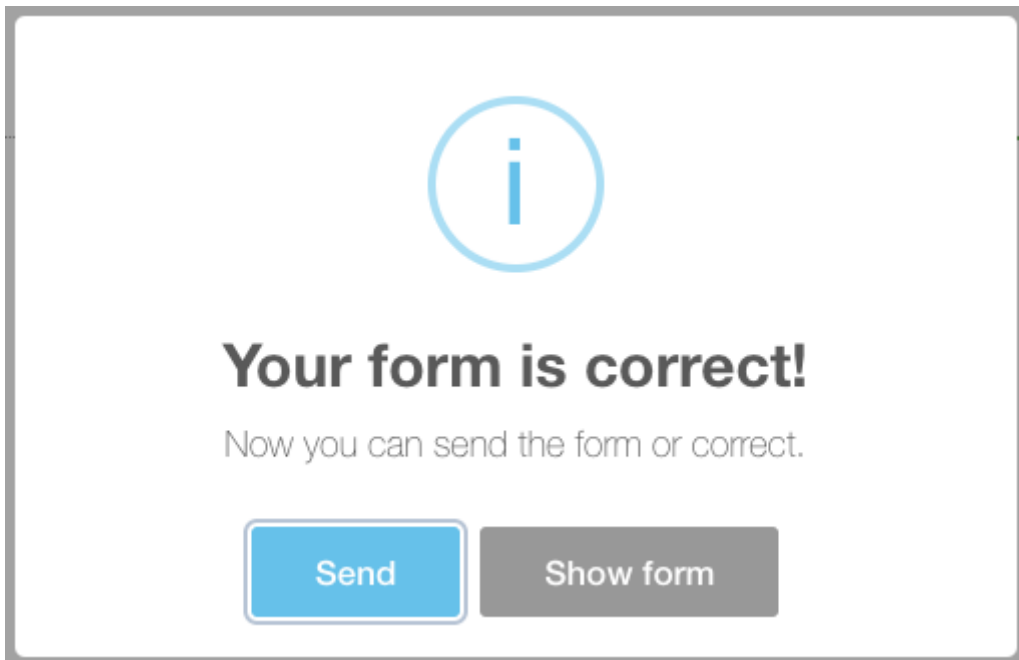 i
Your form is correct!
Now you can send the form or correct.
Send Show form